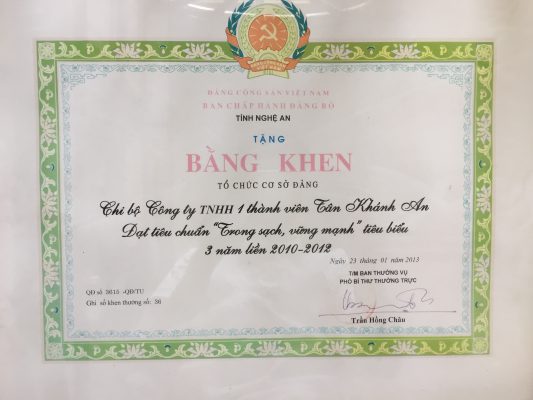 ĐẢNG CỘNG SẢN VIỆT NAM
BAN CHẤP HÀNH ĐẢNG BỘ
TỈNH NGHỆ AN
TẶNG
BẰNG KHEN
TỔ CHỨC CƠ SỞ ĐẢNG
Chi bộ Công ty TNHH 1 thành viên Tân Khánh An
Đạt tiêu chuẩn "Trong sạch, vững mạnh" tiêu biểu
3 năm liền 2010-2012
Ngày 23 tháng 01 năm 2013
T/M BAN THƯỜNG VỤ
PHÓ BÍ THƯ THƯỜNG TRỰC
QĐ số 3615 -QĐ/TU
Ghi sổ khen thưởng số: 36
Trần Hồng Châu